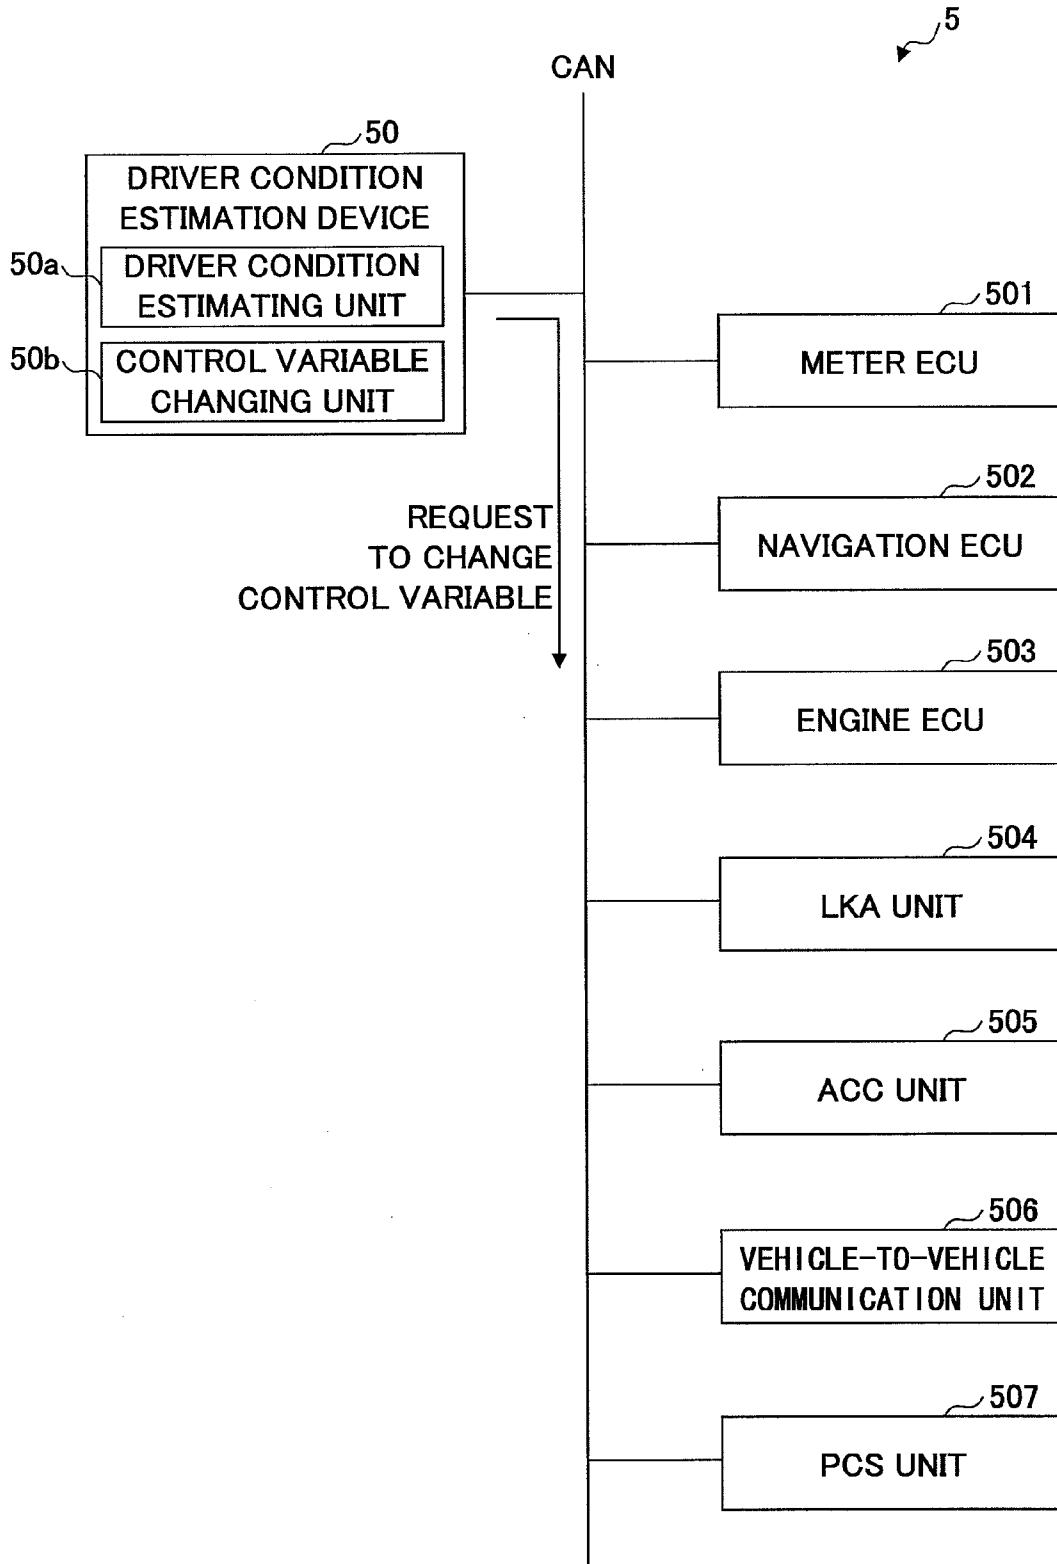 5
CAN
50
DRIVER CONDITION
ESTIMATION DEVICE
50a
DRIVER CONDITION
ESTIMATING UNIT
50b
CONTROL VARIABLE
CHANGING UNIT
REQUEST
TO CHANGE
CONTROL VARIABLE
501
METER ECU
502
NAVIGATION ECU
503
ENGINE ECU
504
LKA UNIT
505
ACC UNIT
506
VEHICLE-TO-VEHICLE
COMMUNICATION UNIT
507
PCS UNIT